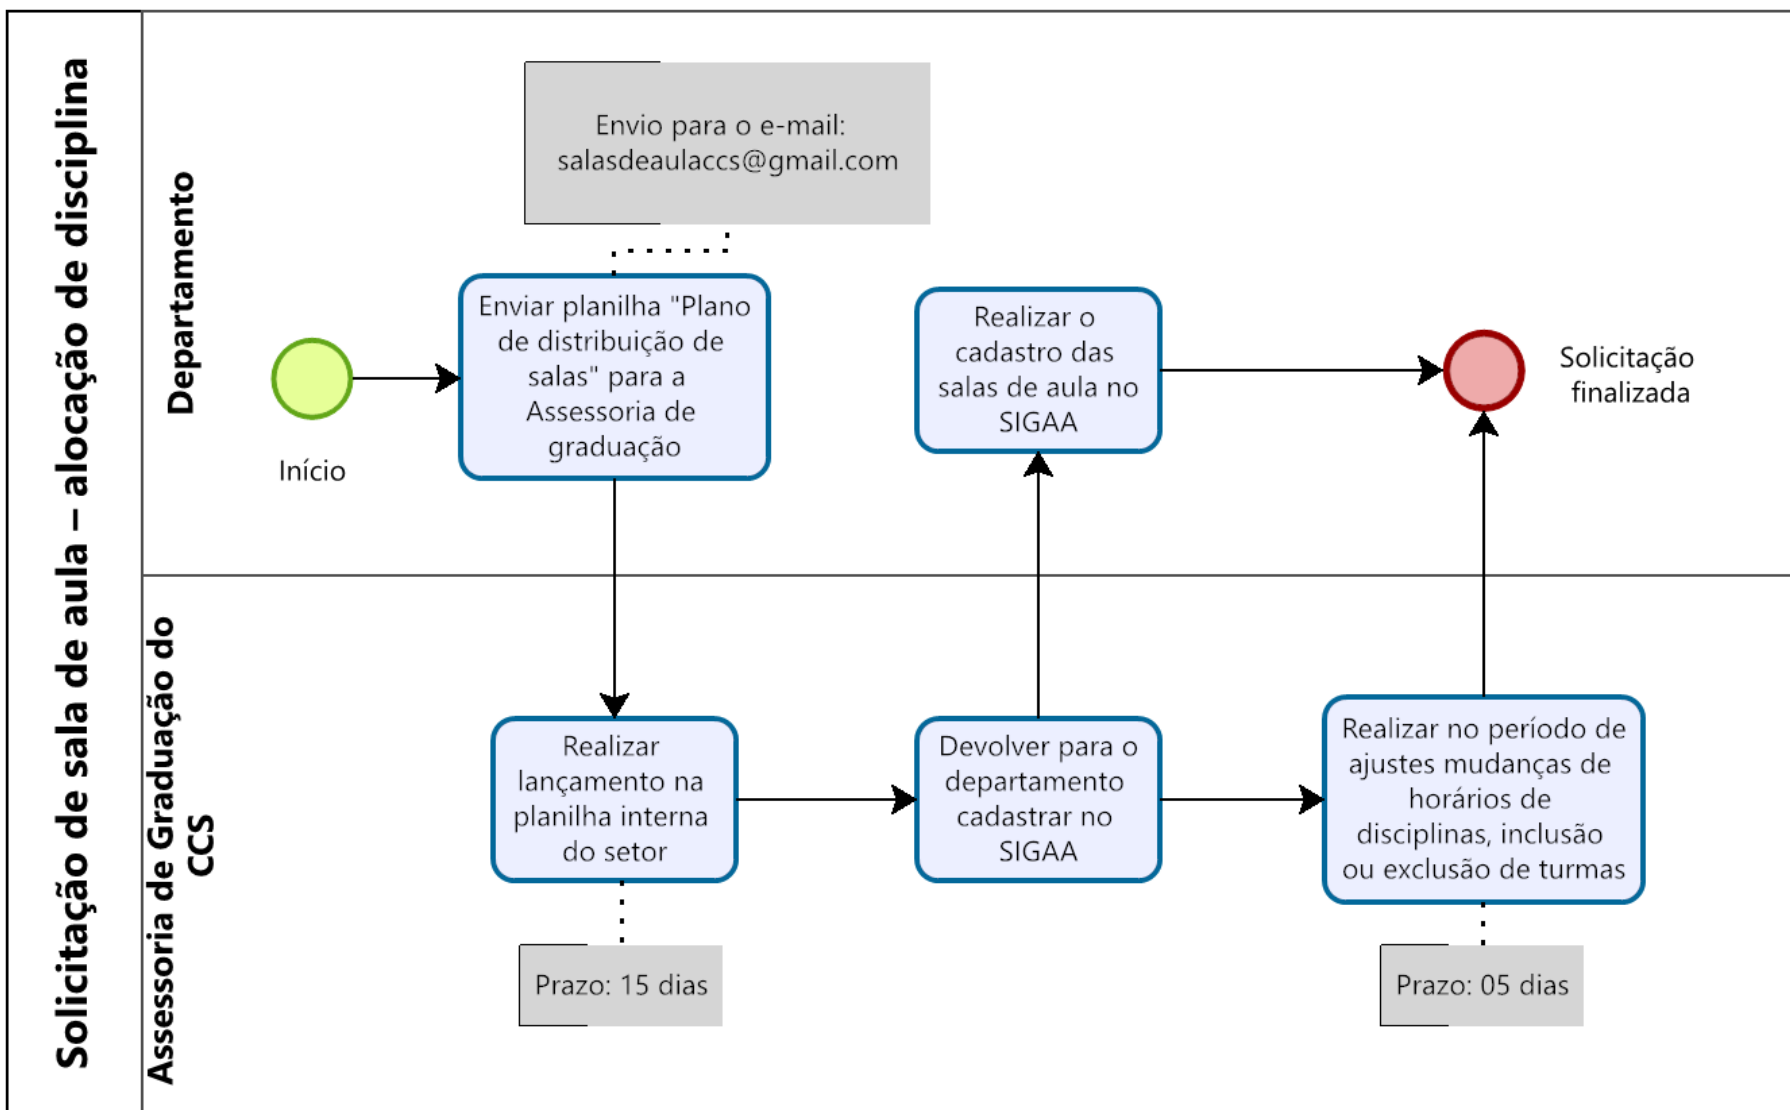 Solicitação de sala de aula – alocação de disciplina
Departamento
Envio para o e-mail:
salasdeaulaccs@gmail.com
Início
Enviar planilha "Plano
de distribuição de
salas" para a
Assessoria de
graduação
Realizar o
cadastro das
salas de aula no
SIGAA
Solicitação
finalizada
Assessoria de Graduação do
CCS
Realizar
lançamento na
planilha interna
do setor
Prazo: 15 dias
Devolver para o
departamento
cadastrar no
SIGAA
Realizar no período de
ajustes mudanças de
horários de
disciplinas, inclusão
ou exclusão de turmas
Prazo: 05 dias